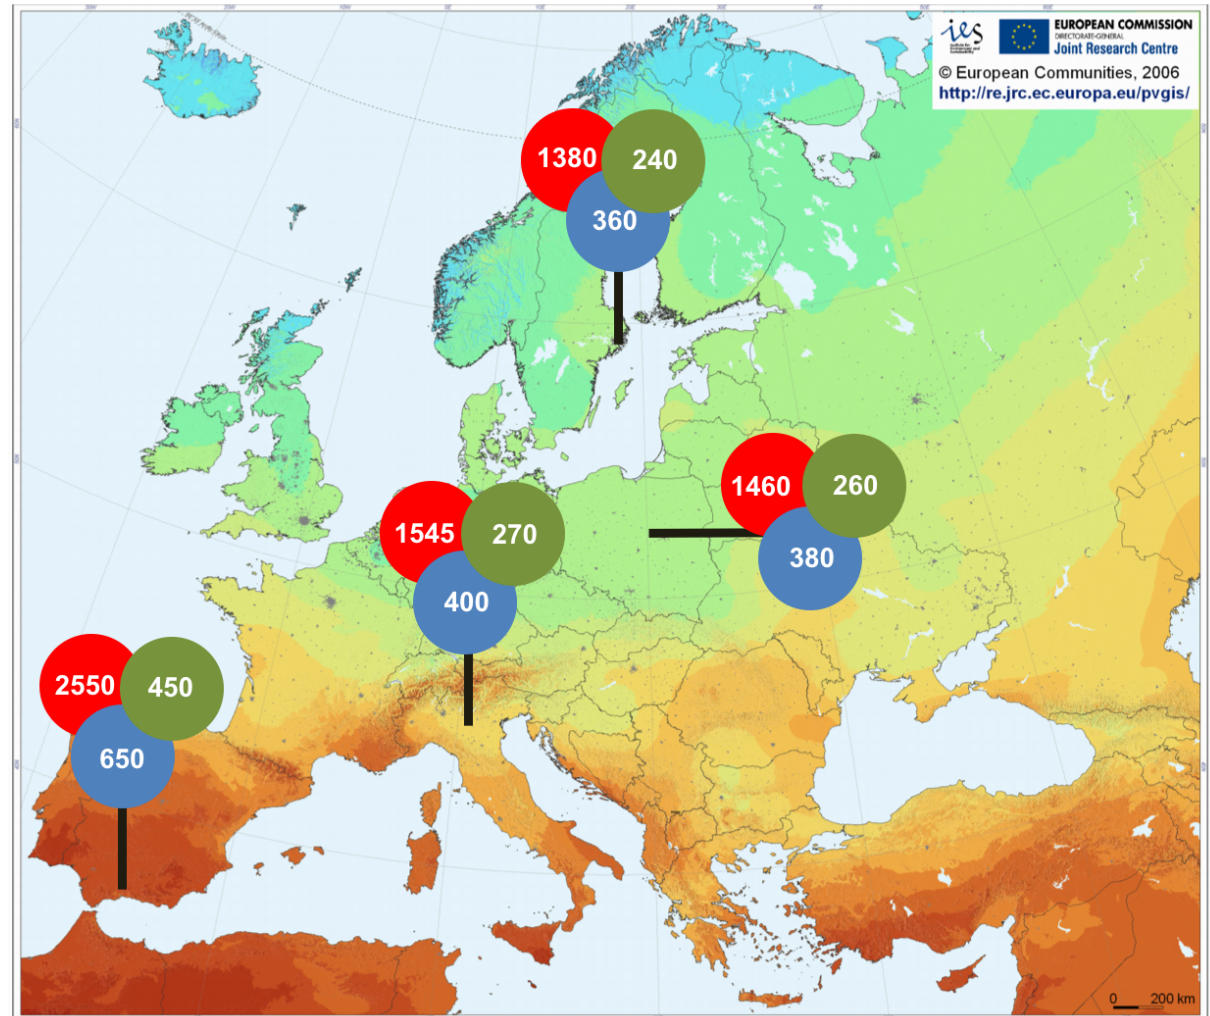 ies
EUROPEAN COMMISSION
DIRECTORATE-GENERAL
Joint Research Centre
© European Communities, 2006
http://re.jrc.ec.europa.eu/pvgis/
1380
240
360
1460
260
380
1545
270
400
2550
450
650
0 200 km